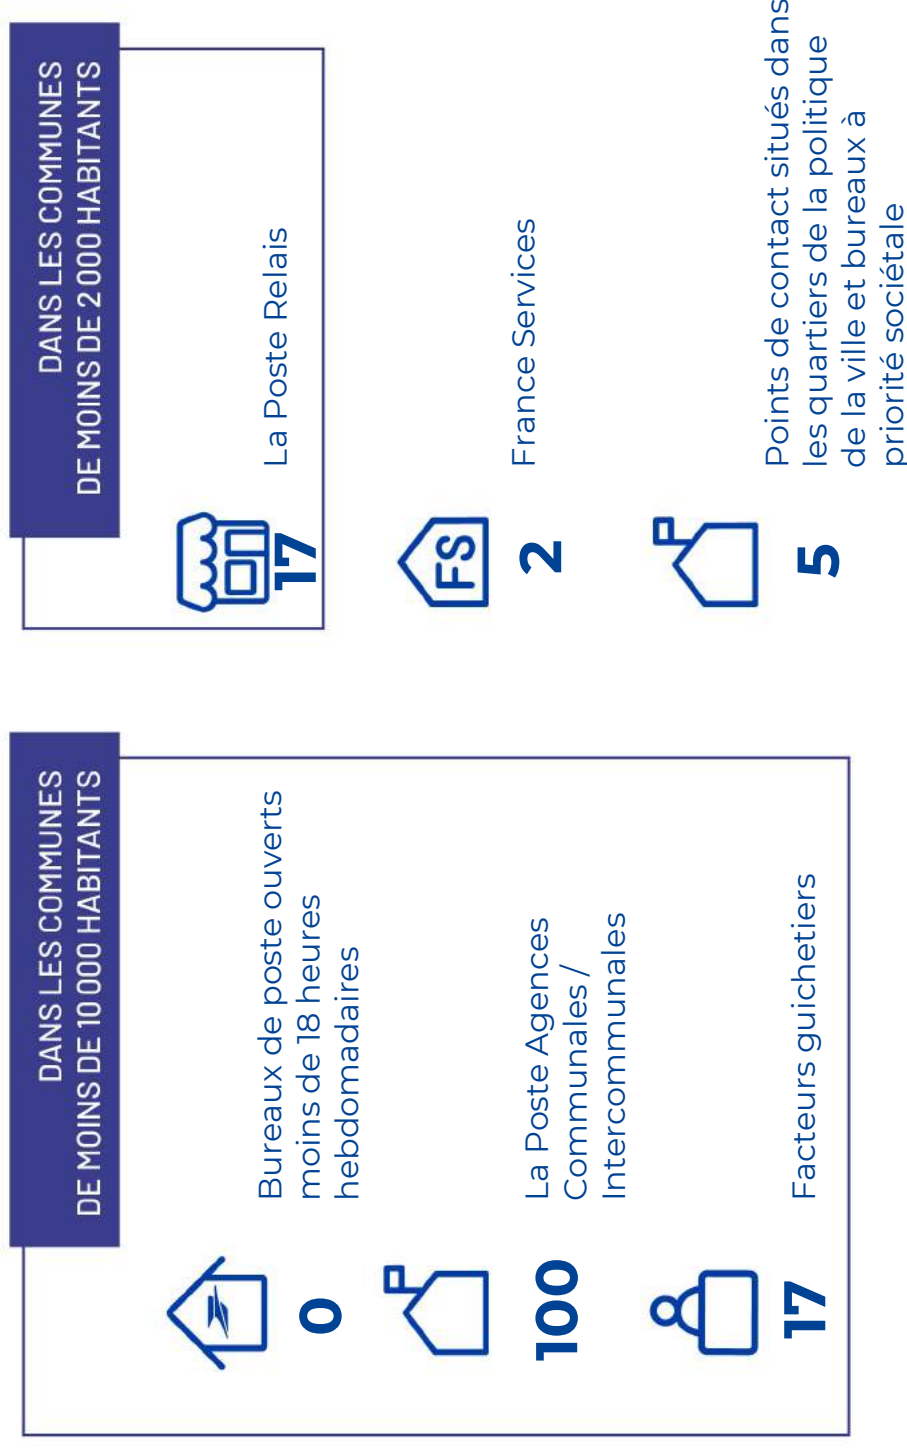 DANS LES COMMUNES
DE MOINS DE 10 000 HABITANTS
0
Bureaux de poste ouverts
moins de 18 heures
hebdomadaires
100
La Poste Agences
Communales /
Intercommunales
17
Facteurs guichetiers
DANS LES COMMUNES
DE MOINS DE 2 000 HABITANTS
17
La Poste Relais
FS
2
France Services
5
Points de contact situés dans
les quartiers de la politique
de la ville et bureaux à
priorité sociétale